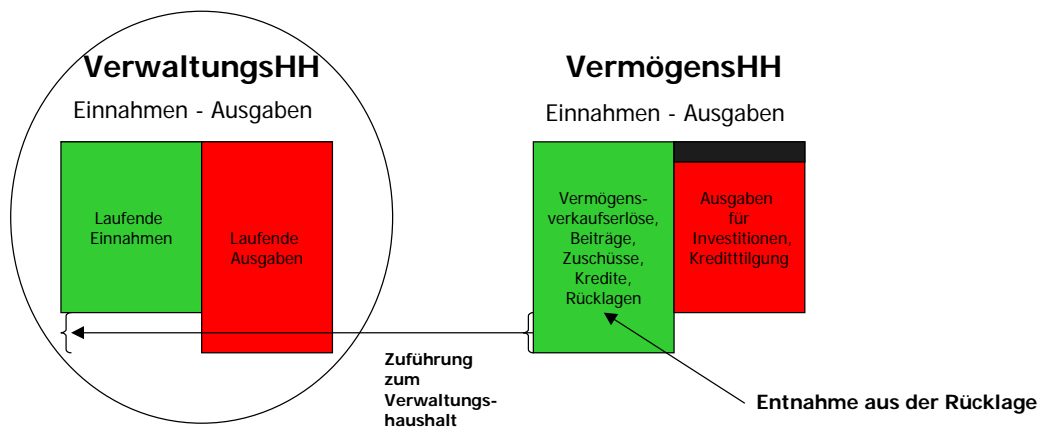 VerwaltungsHH
Einnahmen - Ausgaben
Laufende
Einnahmen
Laufende
Ausgaben
VermögensHH
Einnahmen - Ausgaben
Vermögens-
verkaufserlöse,
Beiträge,
Zuschüsse,
Kredite,
Rücklagen
Ausgaben
für
Investitionen,
Kreditttilgung
Zuführung
zum
Verwaltungs-
haushalt
Entnahme aus der Rücklage